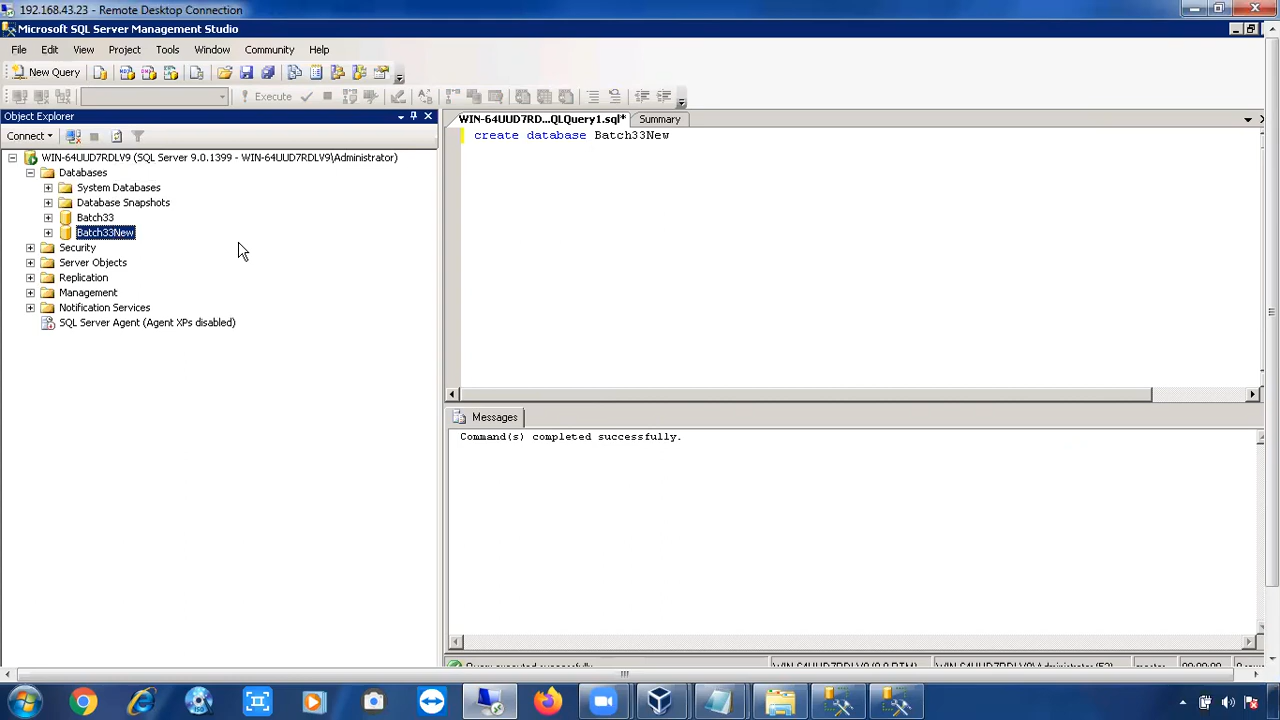 192.168.43.23 - Remote Desktop Connection
Microsoft SQL Server Management Studio
File Edit View Project Tools Window Community Help
New Query
Execute
Object Explorer
WIN-64UUD7RD...QLQuery1.sql* Summary
Connect
create database Batch33New
WIN-64UUD7RDLV9 (SQL Server 9.0.1399 - WIN-64UUD7RDLV9\Administrator)
Databases
System Databases
Database Snapshots
Batch33
Batch33New
Security
Server Objects
Replication
Management
Notification Services
SQL Server Agent (Agent XPs disabled)
Messages
Command(s) completed successfully.
Query executed successfully.